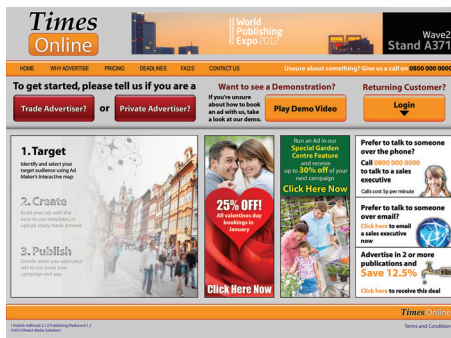 Times
Online
World
Publishing
Expo2012
Wave2
Stand A371
HOME WHY ADVERTISE PRICING DEADLINES FAQ'S CONTACT US
Unsure about something? Give us a call on 0800 000 0000
To get started, please tell us if you are a
Trade Advertiser? or Private Advertiser?
Want to see a Demonstration?
If you're unsure
about how to book
an ad with us, take
a look at our demo.
Play Demo Video
Returning Customer?
Login
1. Target
Identify and select your
target audience using Ad
Maker's interactive map
2. Create
Build your ads with the
easy-to-use templates, or
upload ready made artwork
3. Publish
Decide when you want your
ads to run, book your
campaign and pay
25% OFF!
All valentines day
bookings in
January
Click Here Now
Run an Ad in our
Special Garden
Centre Feature
and receive
up to 30% off of your
next campaign
Click Here Now
Prefer to talk to someone
over the phone?
Call 0800 000 0000
to talk to a sales
executive
Calls cost 5p per minute
Prefer to talk to someone
over email?
Click here to email
a sales executive
now
Advertise in 2 or more
publications and
Save 12.5%
Click here to receive this deal
Times Online
©2012 Wave2 Media Solutions
Terms and Conditions